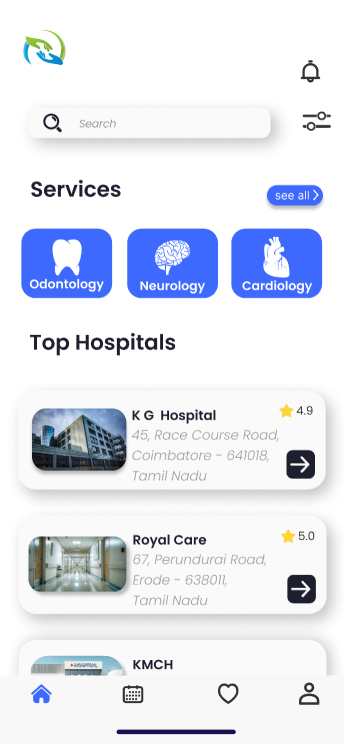 Search
Services
see all
Odontology
Neurology
Cardiology
Top Hospitals
K G Hospital
4.9
45, Race Course Road,
Coimbatore - 641018,
Tamil Nadu
Royal Care
5.0
67, Perundurai Road,
Erode - 638011,
Tamil Nadu
KMCH